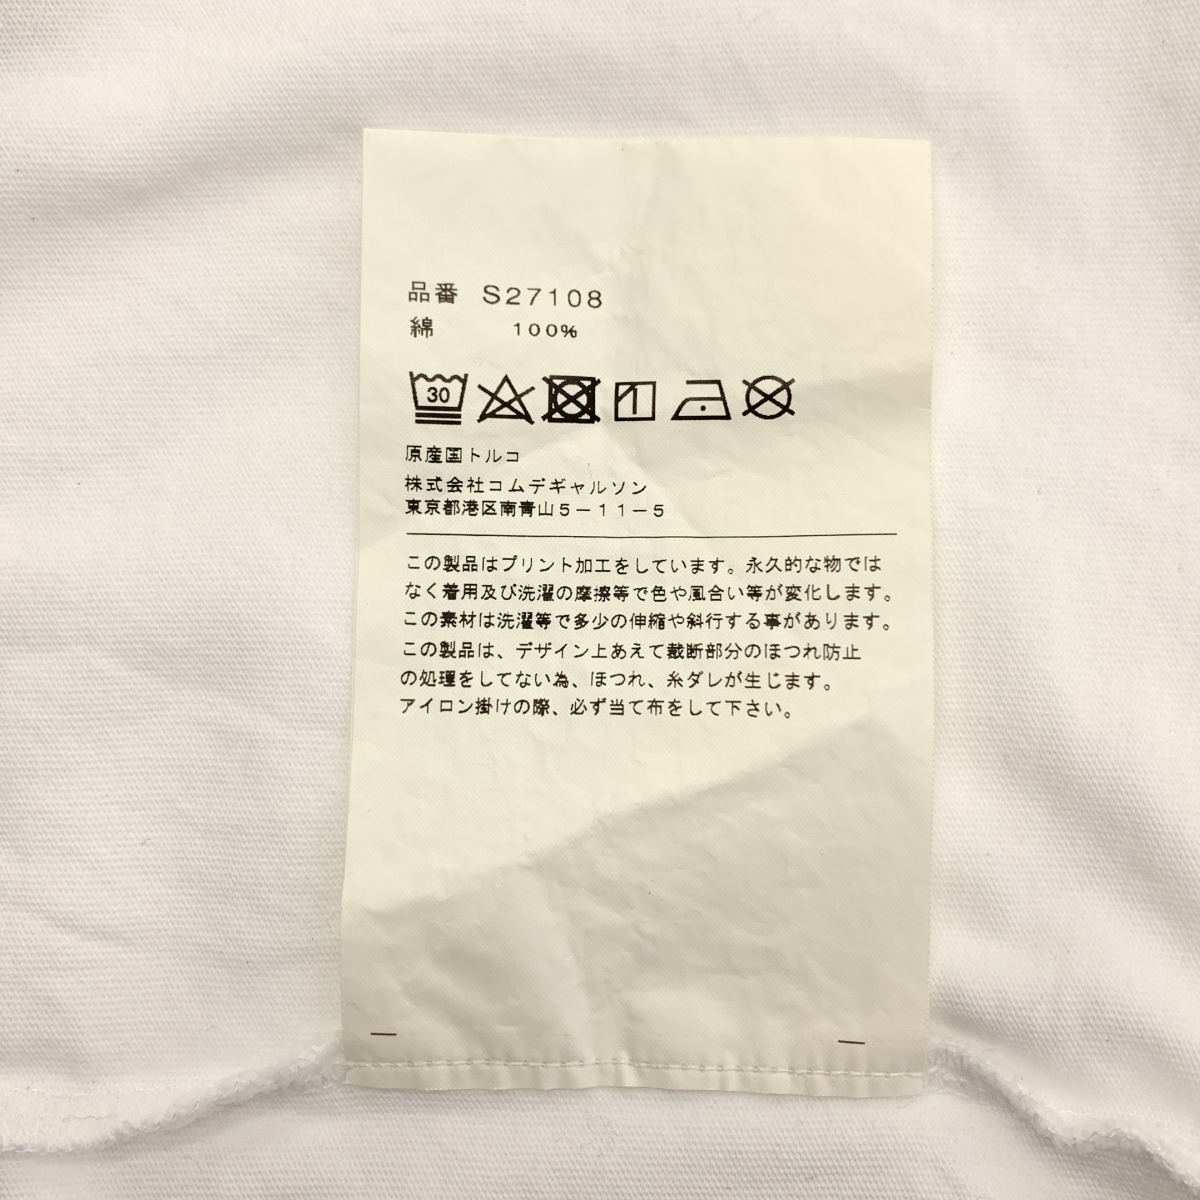 品番 S27108
綿 100%
30
原産国トルコ
株式会社コムデギャルソン
東京都港区南青山5－11－5
この製品はプリント加工をしています。永久的な物では
なく着用及び洗濯の摩擦等で色や風合い等が変化します。
この素材は洗濯等で多少の伸縮や斜行する事があります。
この製品は、デザイン上あえて裁断部分のほつれ防止
の処理をしてない為、ほつれ、糸ダレが生じます。
アイロン掛けの際、必ず当て布をして下さい。